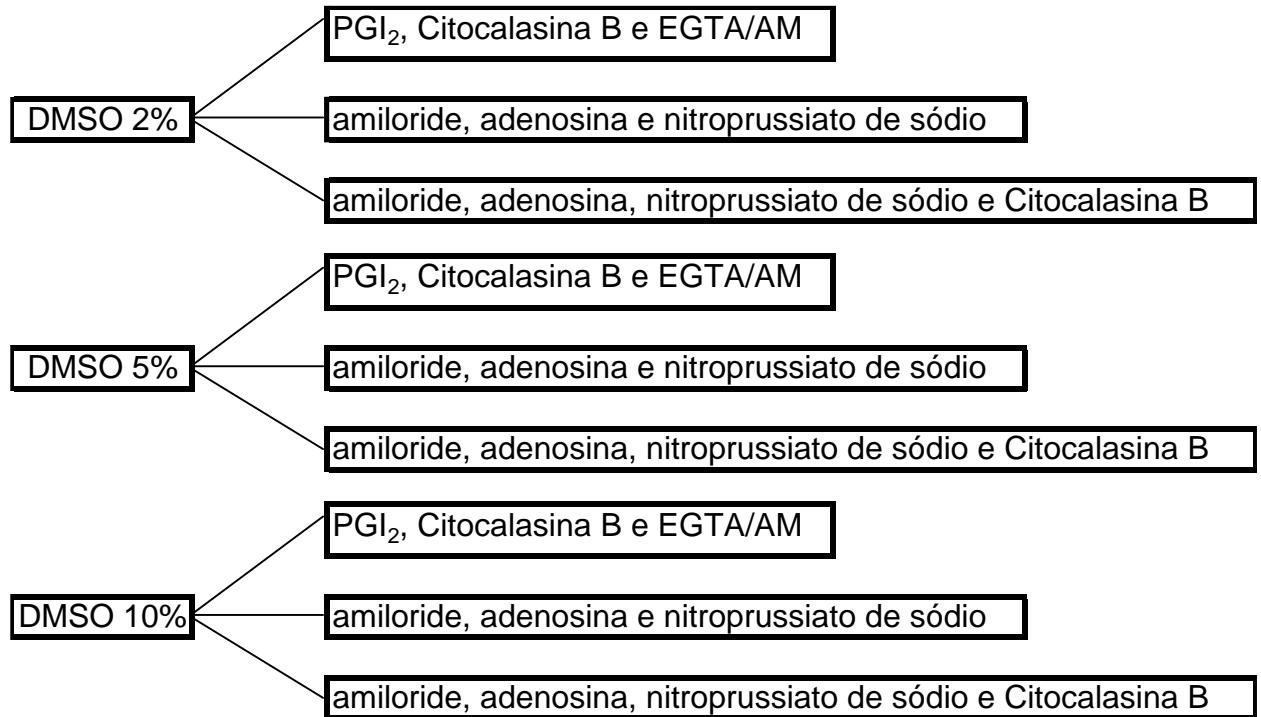 PGI₂, Citocalasina B e EGTA/AM
DMSO 2%
amiloride, adenosina e nitroprussiato de sódio
amiloride, adenosina, nitroprussiato de sódio e Citocalasina B
PGI₂, Citocalasina B e EGTA/AM
DMSO 5%
amiloride, adenosina e nitroprussiato de sódio
amiloride, adenosina, nitroprussiato de sódio e Citocalasina B
PGI₂, Citocalasina B e EGTA/AM
DMSO 10%
amiloride, adenosina e nitroprussiato de sódio
amiloride, adenosina, nitroprussiato de sódio e Citocalasina B